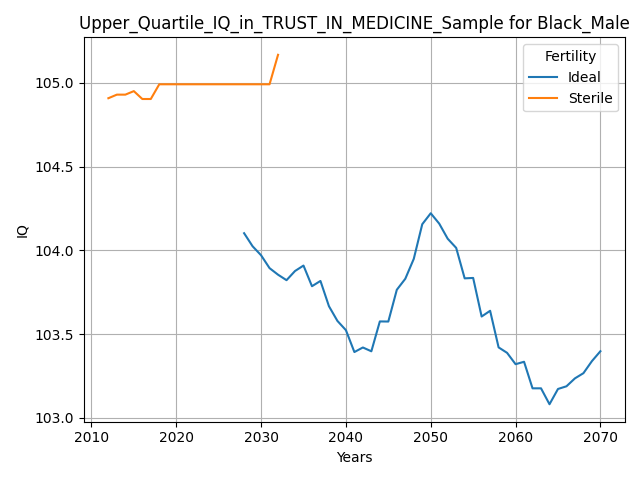 Upper_Quartile_IQ_in_TRUST_IN_MEDICINE_Sample for Black_Male
Fertility
Ideal
Sterile
105.0
104.5
104.0
103.5
103.0
IQ
2010 2020 2030 2040 2050 2060 2070
Years